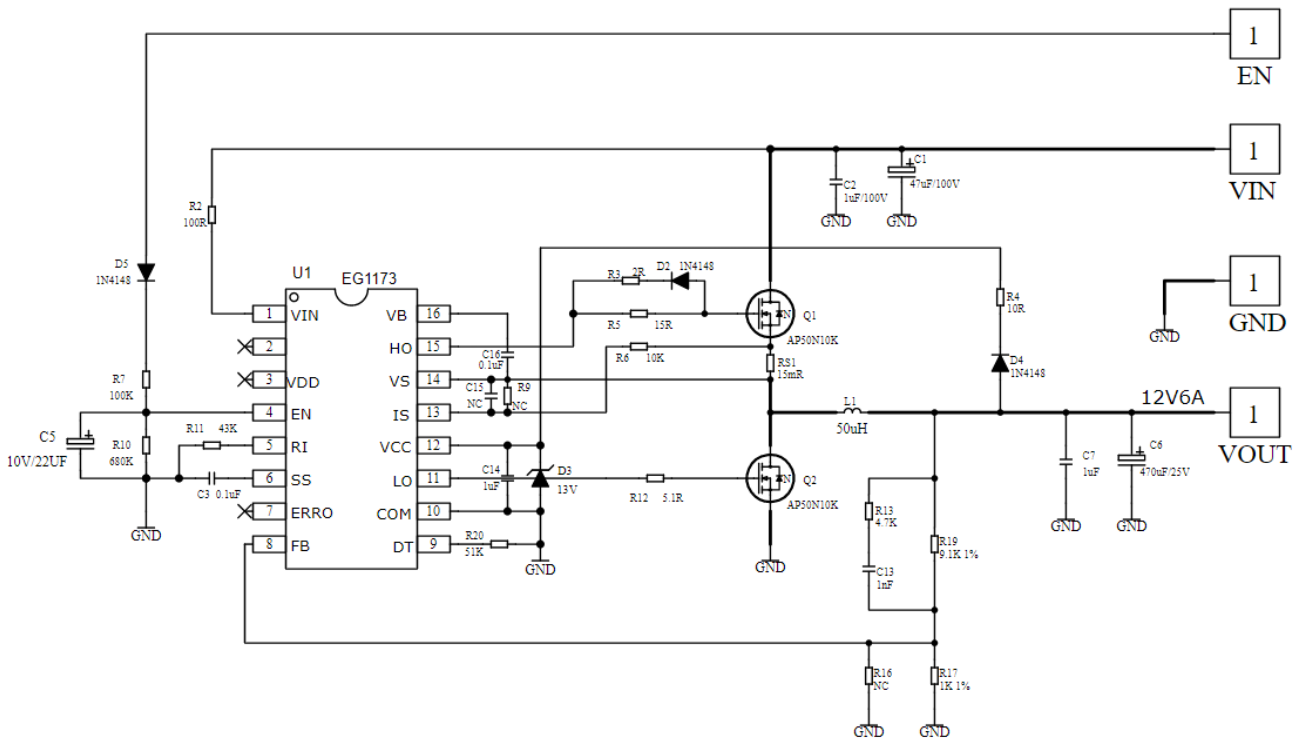 1
EN
1
VIN
C1
47uF/100V
C2
1uF/100V
GND
GND
R2
100R
D5
1N4148
U1
EG1173
R3
2R
D2
1N4148
R4
10R
1
GND
GND
1
VIN
VB
16
R5
15R
Q1
AP50N10K
2
HO
15
C16
0.1uF
R6
10K
RS1
15mR
D4
1N4148
R7
100K
3
VDD
VS
14
C15
NC
R9
NC
4
EN
IS
13
L1
50uH
12V6A
1
VOUT
C5
10V/22UF
R10
680K
R11
43K
5
RI
VCC
12
C14
1uF
D3
13V
C7
1uF
C6
470uF/25V
C3
0.1uF
6
SS
LO
11
R12
5.1R
Q2
AP50N10K
7
ERRO
COM
10
R13
4.7K
GND
GND
GND
8
FB
DT
9
R20
51K
GND
GND
R19
9.1K 1%
C13
1nF
R16
NC
R17
1K 1%
GND
GND
N
N